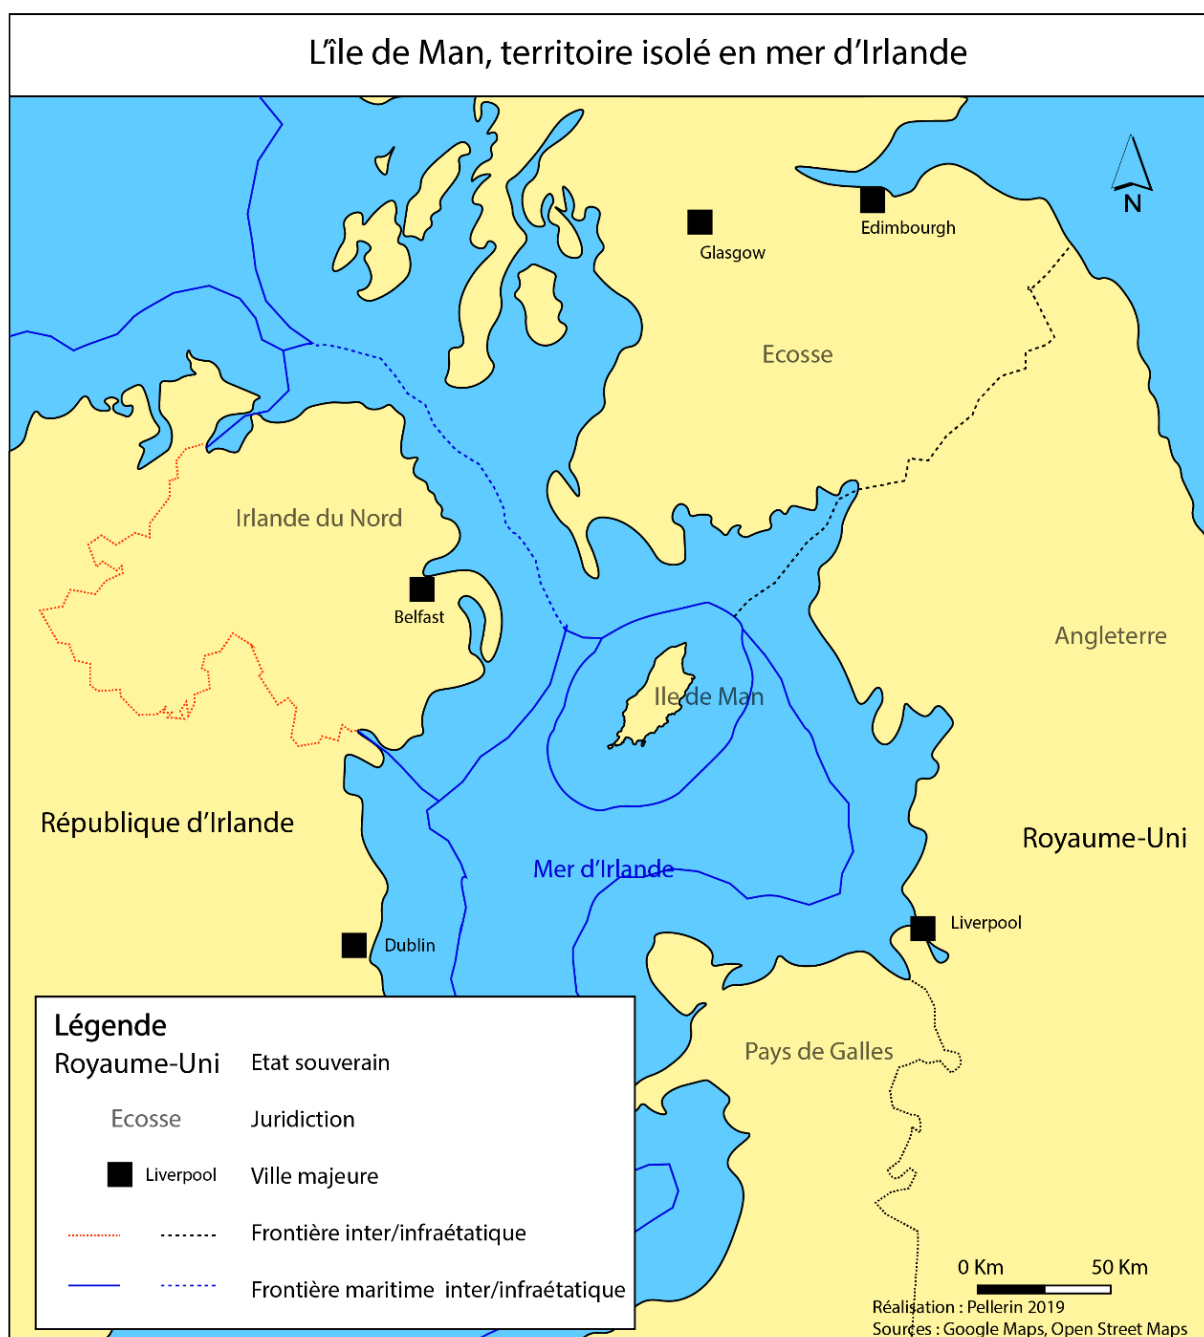 L'île de Man, territoire isolé en mer d'Irlande
N
Edimbourgh
Glasgow
Ecosse
Irlande du Nord
Belfast
Angleterre
Ile de Man
République d'Irlande
Royaume-Uni
Mer d'Irlande
Liverpool
Dublin
Pays de Galles
Légende
Royaume-Uni Etat souverain
Ecosse Juridiction
Liverpool Ville majeure
Frontière inter/infraétatique
Frontière maritime inter/infraétatique
0 Km 50 Km
Réalisation : Pellerin 2019
Sources : Google Maps, Open Street Maps